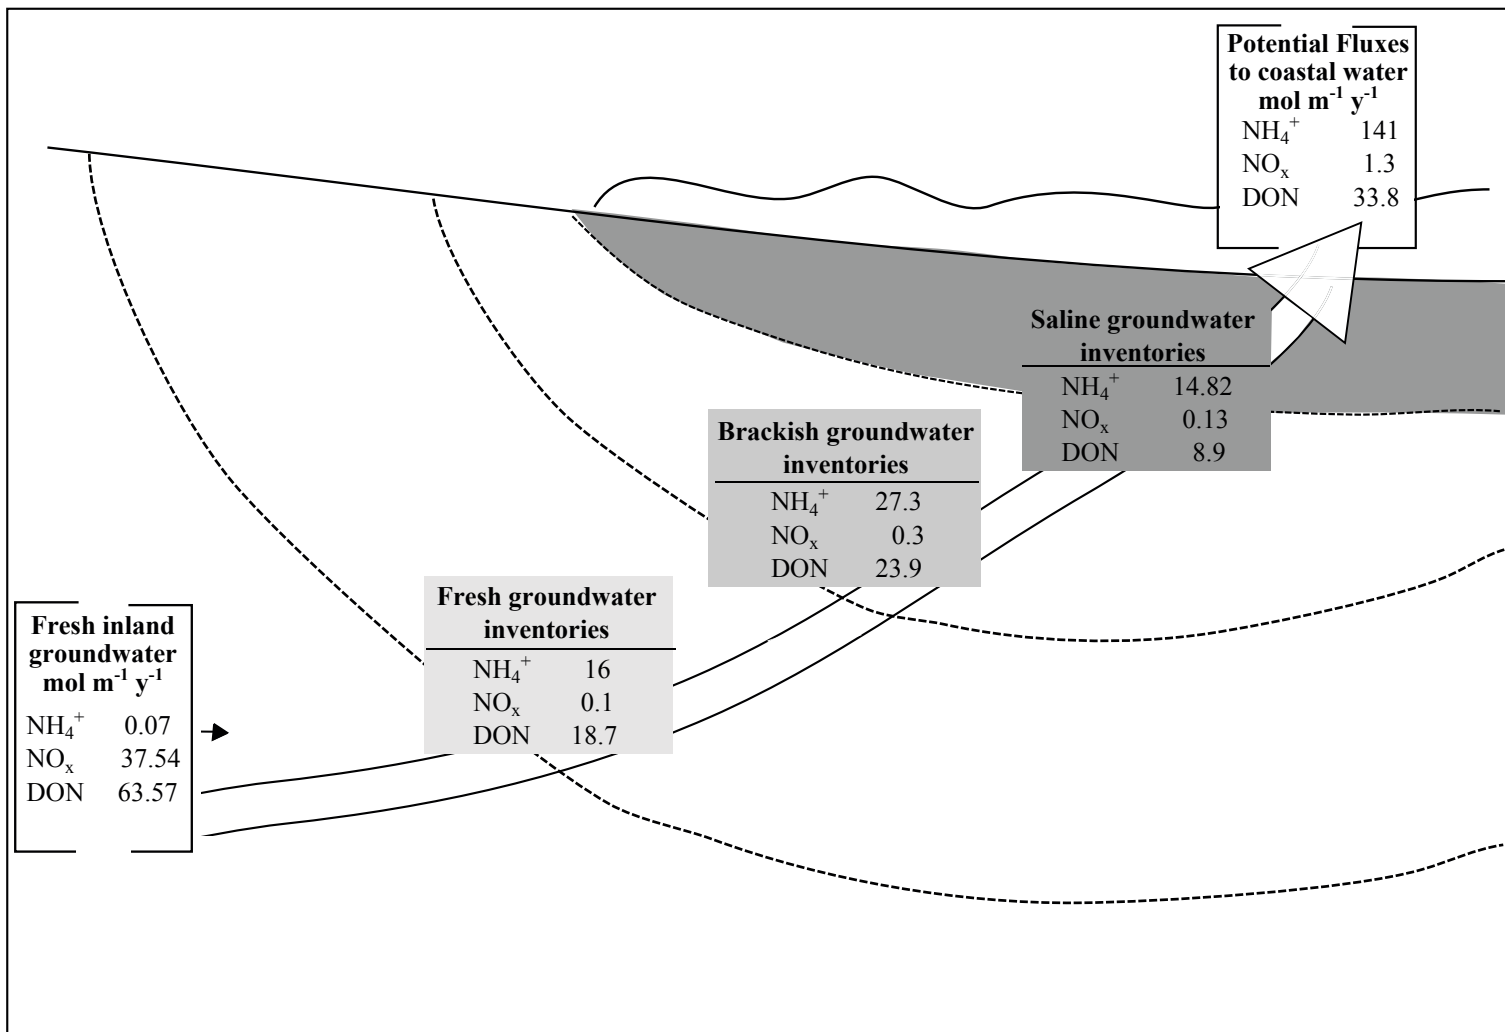 Potential Fluxes
to coastal water
mol m⁻¹ y⁻¹
NH₄⁺ 141
NOₓ 1.3
DON 33.8
Saline groundwater
inventories
NH₄⁺ 14.82
NOₓ 0.13
DON 8.9
Brackish groundwater
inventories
NH₄⁺ 27.3
NOₓ 0.3
DON 23.9
Fresh groundwater
inventories
NH₄⁺ 16
NOₓ 0.1
DON 18.7
Fresh inland
groundwater
mol m⁻¹ y⁻¹
NH₄⁺ 0.07
NOₓ 37.54
DON 63.57